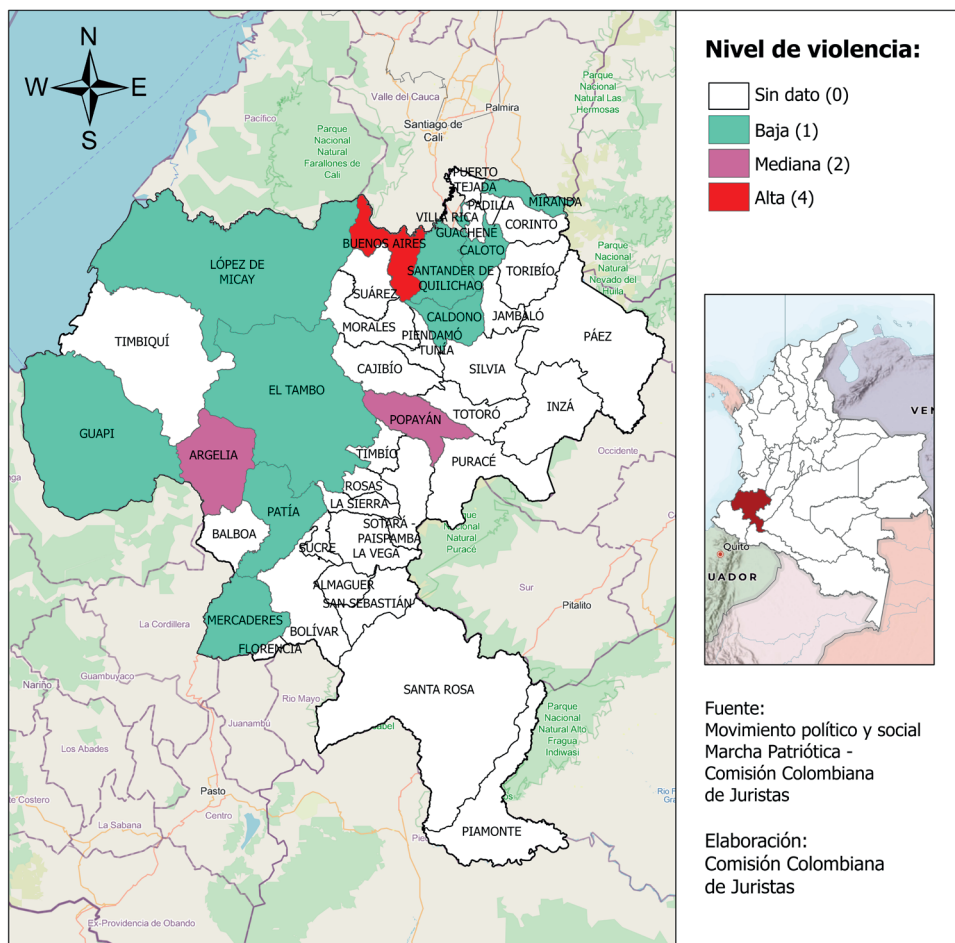 N
W
E
S
Valle del Cauca
Palmira
Parque
Nacional
Natural Las
Hermosas
Pacífico
Santiago de
Cali
Parque
Nacional
Natural
Farallones de
Cali
PUERTO
TEJADA
PADILLA
MIRANDA
VILLA RICA
CORINTO
GUACHENÉ
BUENOS AIRES
CALOTO
Parque
Nacional
Natural
Nevado del
Huila
LÓPEZ DE
MICAY
SANTANDER DE
QUILICHAO
TORIBÍO
SUÁREZ
CALDONO
JAMBALÓ
MORALES
PIENDAMÓ
TUNÍA
PÁEZ
TIMBIQUÍ
CAJIBÍO
SILVIA
EL TAMBO
INZÁ
TOTORÓ
POPAYÁN
GUAPI
ARGELIA
TIMBÍO
PURACÉ
Occidente
ROSAS
LA SIERRA
PATÍA
SOTARÁ -
PAISPAMBA
Parque
Nacional
Natural
Puracé
BALBOA
SUCRE
LA VEGA
ALMAGUER
Sur
SAN SEBASTIÁN
Pitalito
MERCADERES
La Cordillera
BOLÍVAR
FLORENCIA
Guambuyaco
Nariño
Rio Mayo
SANTA ROSA
Juanambú
Parque
Nacional
Natural Alto
Fragua
Indiwasi
Los Abades
Pasto
Centro
La Sabana
PIAMONTE
Ex-Providencia de Obando
Nivel de violencia:
Sin dato (0)
Baja (1)
Mediana (2)
Alta (4)
VEN
Quito
UADOR
Fuente:
Movimiento político y social
Marcha Patriótica -
Comisión Colombiana
de Juristas
Elaboración:
Comisión Colombiana
de Juristas